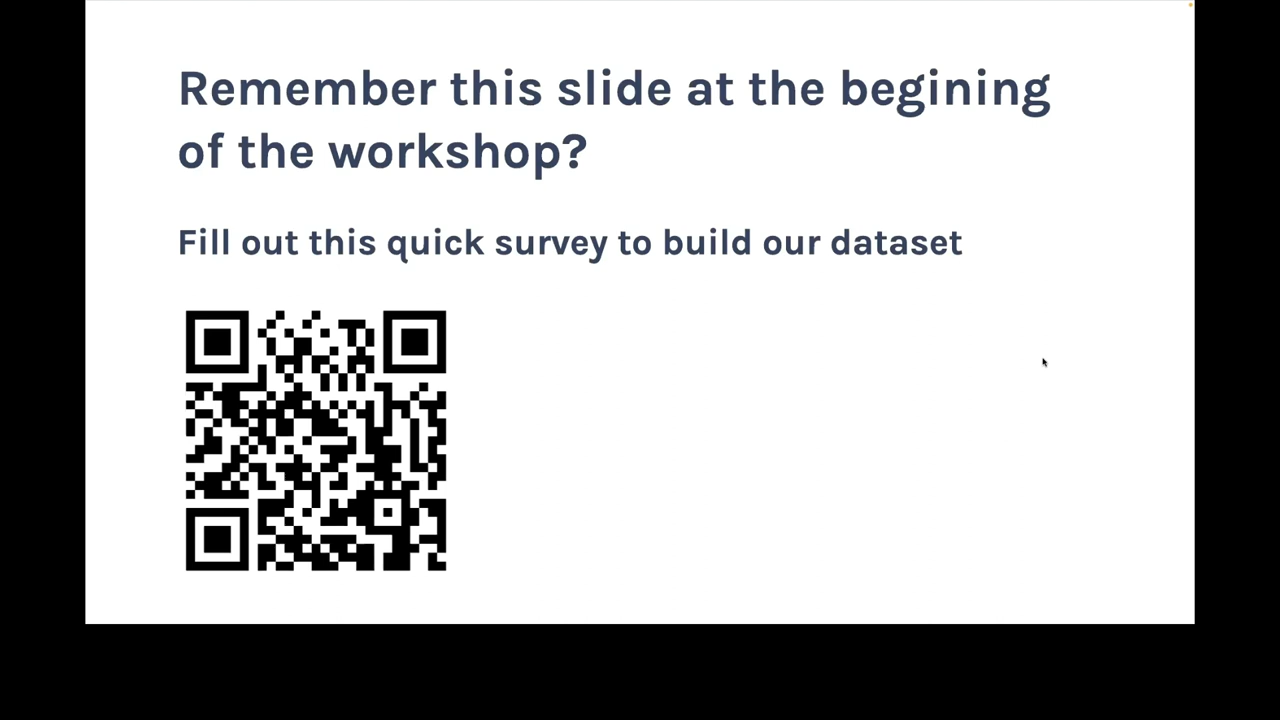 Remember this slide at the begining
of the workshop?
Fill out this quick survey to build our dataset